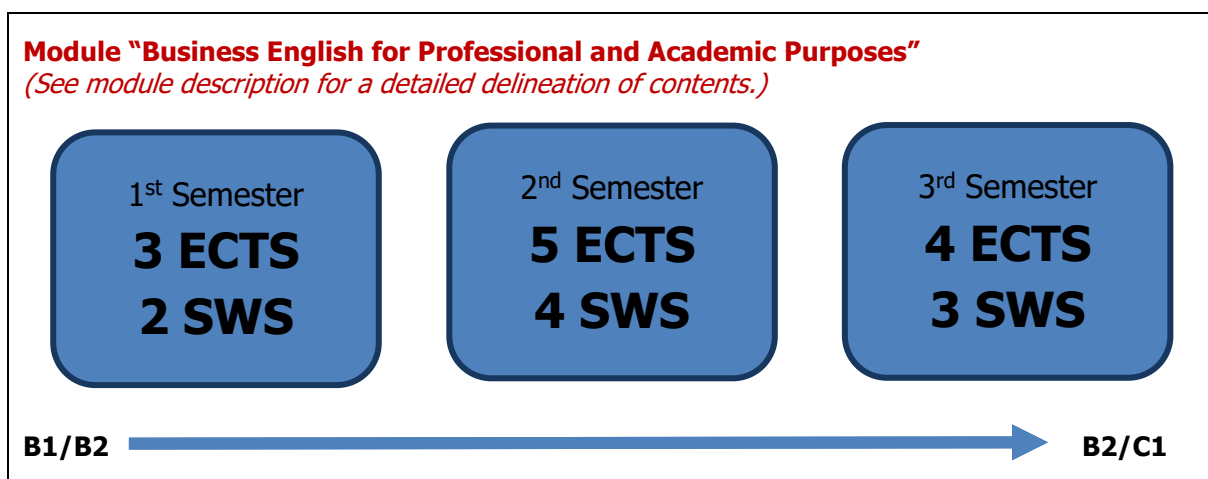 Module “Business English for Professional and Academic Purposes”
(See module description for a detailed delineation of contents.)
1st Semester
3 ECTS
2 SWS
2nd Semester
5 ECTS
4 SWS
3rd Semester
4 ECTS
3 SWS
B1/B2
B2/C1